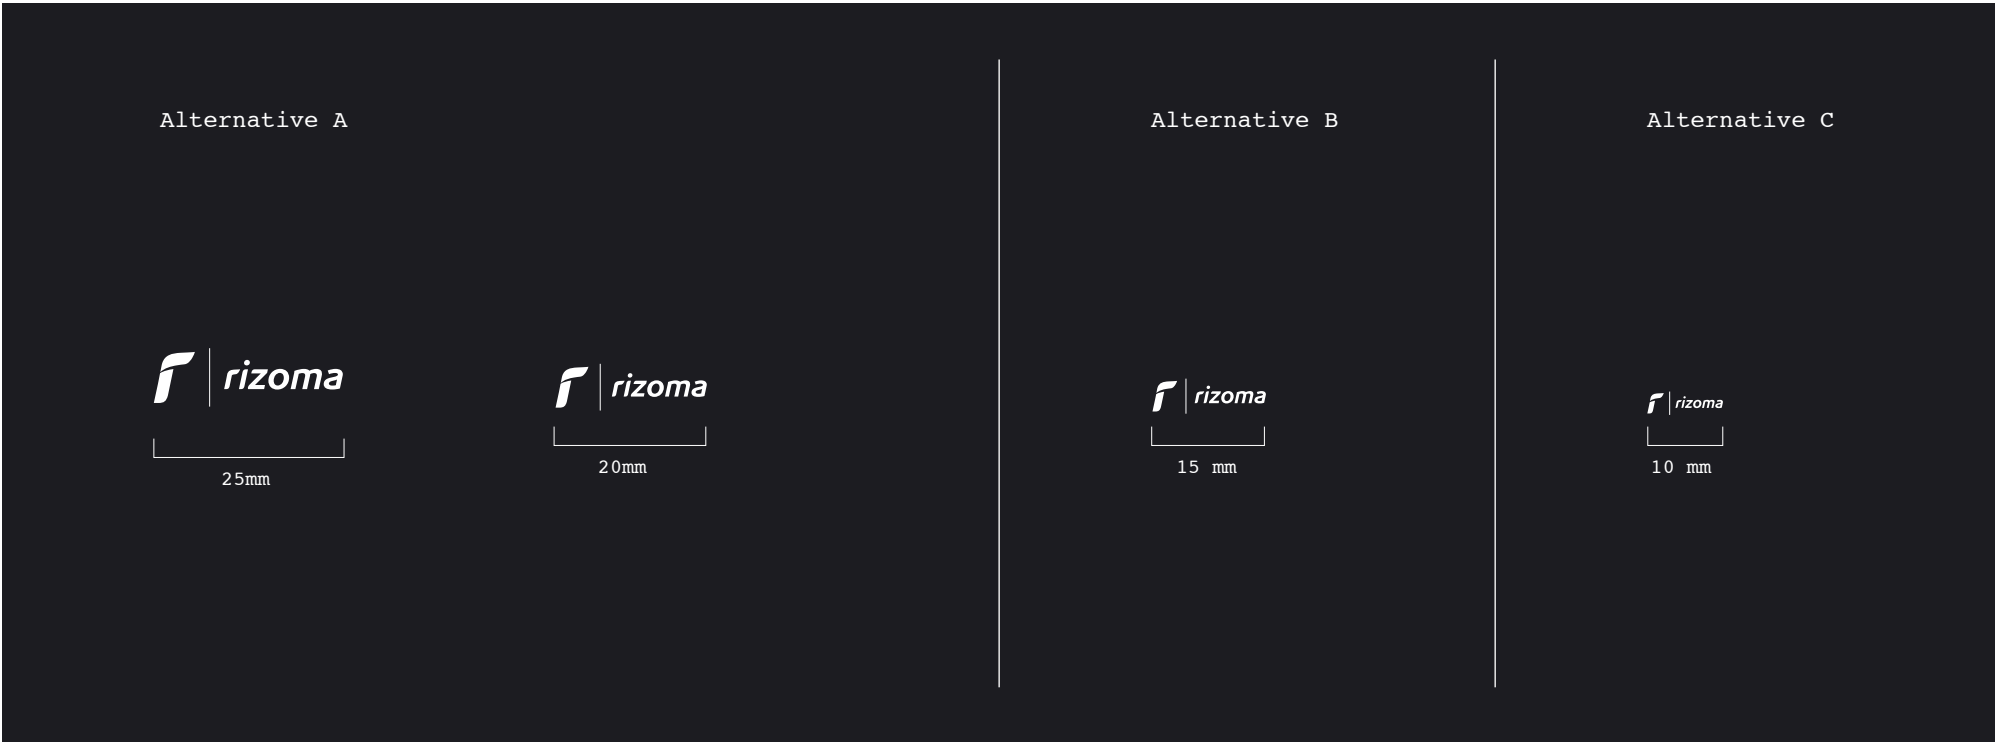 Alternative A
rizoma
25mm
rizoma
20mm
Alternative B
rizoma
15 mm
Alternative C
rizoma
10 mm